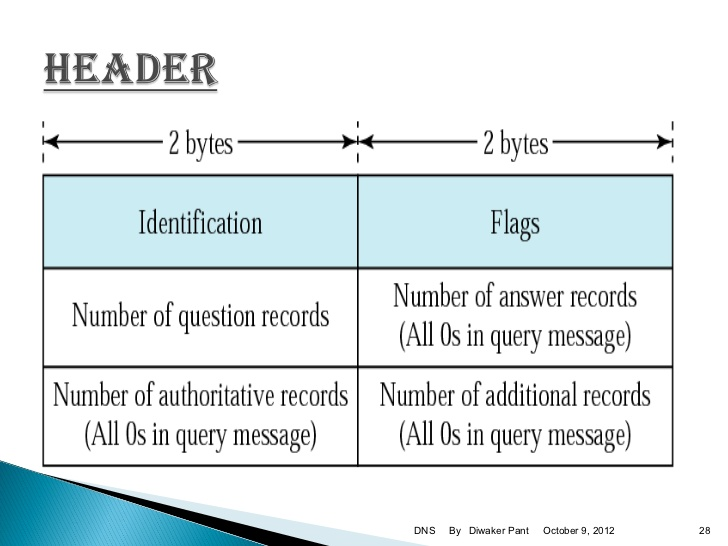 HEADER
2 bytes 2 bytes
Identification Flags
Number of question records
Number of answer records
(All 0s in query message)
Number of authoritative records
(All 0s in query message)
Number of additional records
(All 0s in query message)
DNS By Diwaker Pant October 9, 2012 28